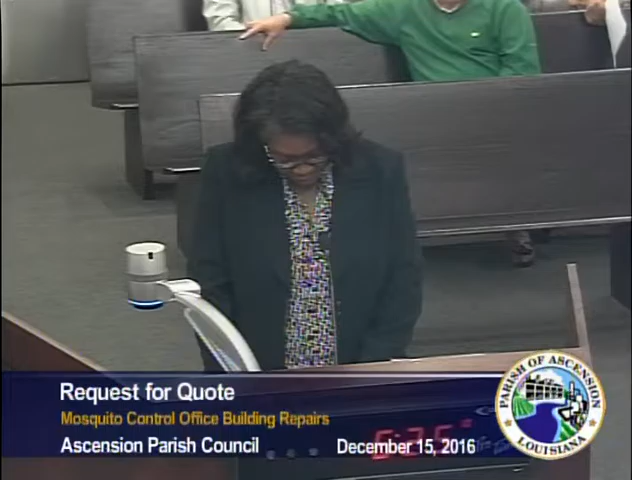 Request for Quote
Mosquito Control Office Building Repairs
Ascension Parish Council
December 15, 2016
PARISH OF ASCENSION
LOUISIANA